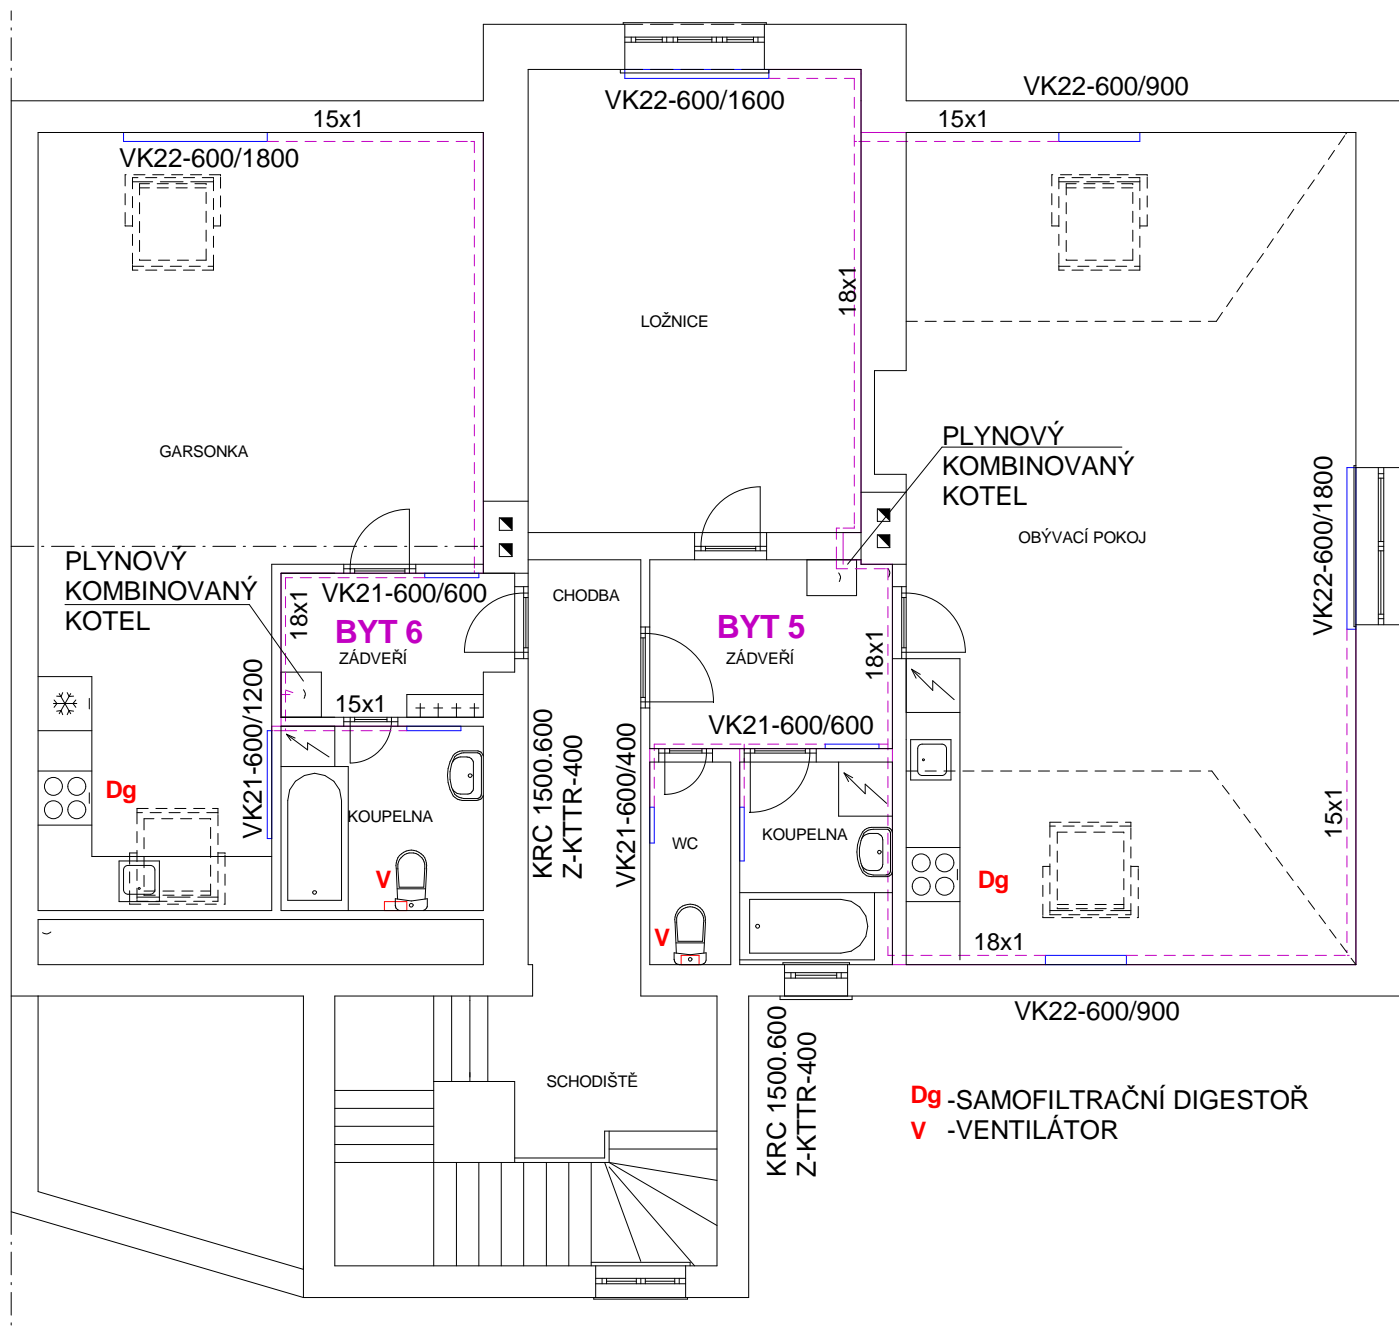 VK22-600/1600
VK22-600/900
15x1
15x1
VK22-600/1800
18x1
LOŽNICE
GARSONKA
PLYNOVÝ
KOMBINOVANÝ
KOTEL
VK22-600/1800
OBÝVACÍ POKOJ
PLYNOVÝ
KOMBINOVANÝ
KOTEL
18x1
VK21-600/600
BYT 6
ZÁDVEŘÍ
15x1
CHODBA
BYT 5
ZÁDVEŘÍ
18x1
VK21-600/600
VK21-600/1200
KRC 1500.600
Z-KTTR-400
VK21-600/400
Dg
KOUPELNA
V
WC
V
KOUPELNA
Dg
15x1
18x1
VK22-600/900
KRC 1500.600
Z-KTTR-400
SCHODIŠTĚ
Dg -SAMOFILTRAČNÍ DIGESTOŘ
V -VENTILÁTOR